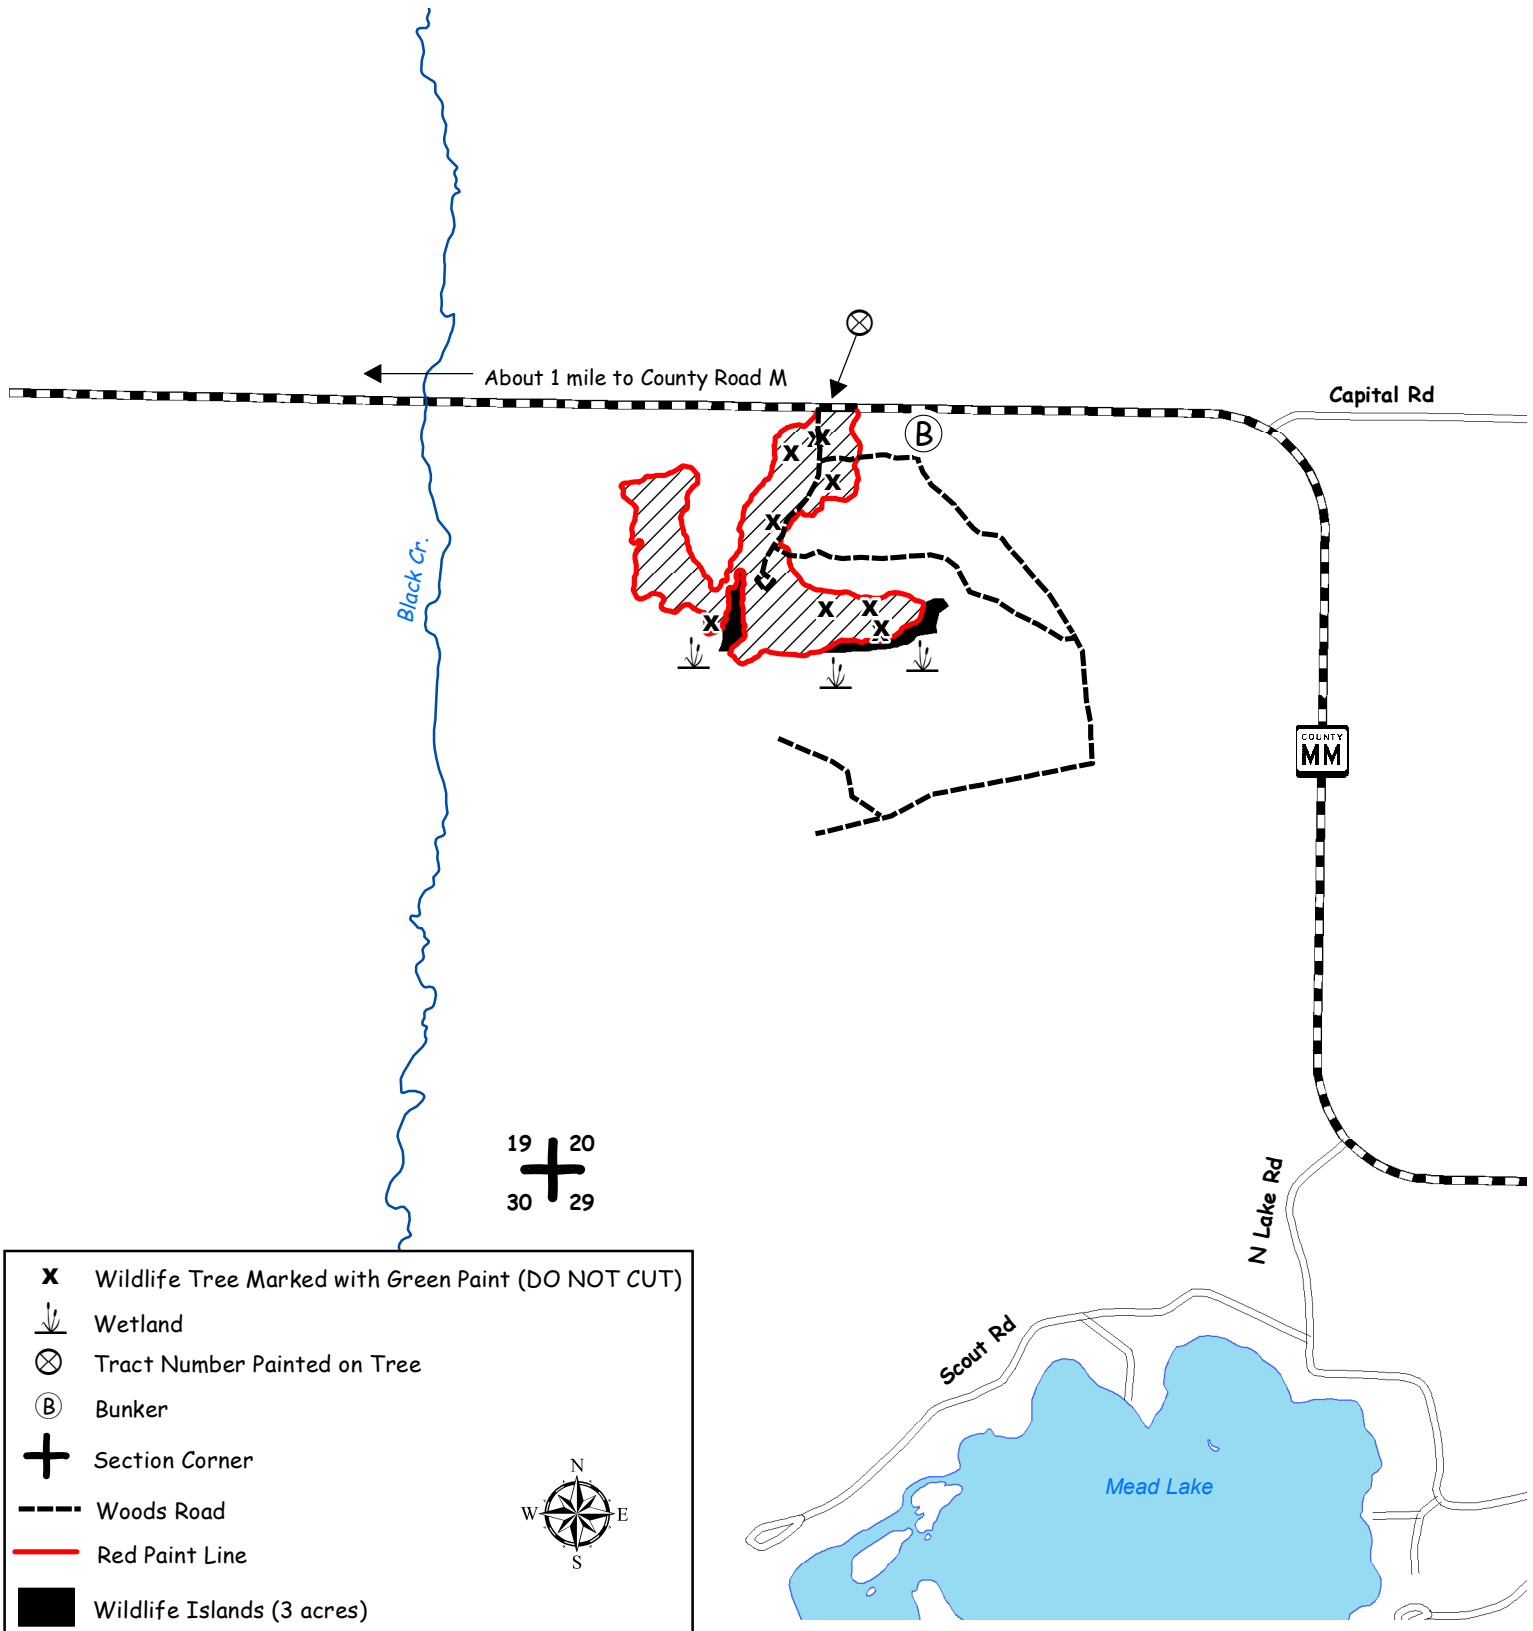 About 1 mile to County Road M
Capital Rd
B
Black Cr.
COUNTY
MM
19 20
30 29
N Lake Rd
Scout Rd
Mead Lake
x Wildlife Tree Marked with Green Paint (DO NOT CUT)
Wetland
Tract Number Painted on Tree
B Bunker
Section Corner
Woods Road
Red Paint Line
Wildlife Islands (3 acres)
N
W E
S